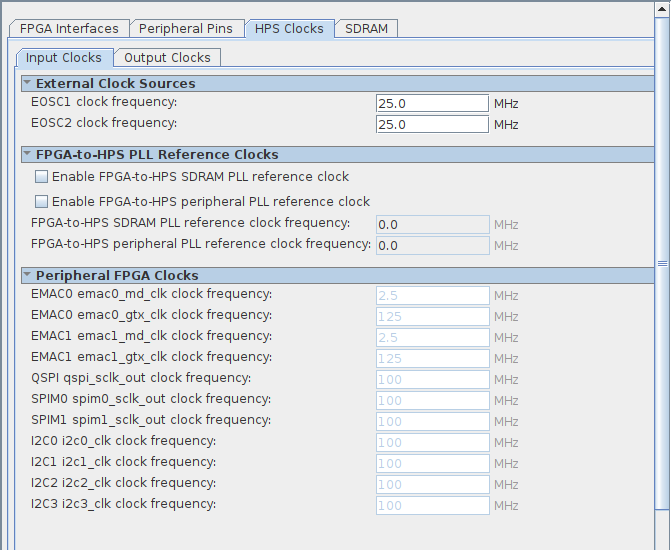 FPGA Interfaces Peripheral Pins HPS Clocks SDRAM
Input Clocks Output Clocks
External Clock Sources
EOSC1 clock frequency: 25.0 MHz
EOSC2 clock frequency: 25.0 MHz
FPGA-to-HPS PLL Reference Clocks
Enable FPGA-to-HPS SDRAM PLL reference clock
Enable FPGA-to-HPS peripheral PLL reference clock
FPGA-to-HPS SDRAM PLL reference clock frequency: 0.0 MHz
FPGA-to-HPS peripheral PLL reference clock frequency: 0.0 MHz
Peripheral FPGA Clocks
EMAC0 emac0_md_clk clock frequency: 2.5 MHz
EMAC0 emac0_gtx_clk clock frequency: 125 MHz
EMAC1 emac1_md_clk clock frequency: 2.5 MHz
EMAC1 emac1_gtx_clk clock frequency: 125 MHz
QSPI qspi_sclk_out clock frequency: 100 MHz
SPIM0 spim0_sclk_out clock frequency: 100 MHz
SPIM1 spim1_sclk_out clock frequency: 100 MHz
I2C0 i2c0_clk clock frequency: 100 MHz
I2C1 i2c1_clk clock frequency: 100 MHz
I2C2 i2c2_clk clock frequency: 100 MHz
I2C3 i2c3_clk clock frequency: 100 MHz